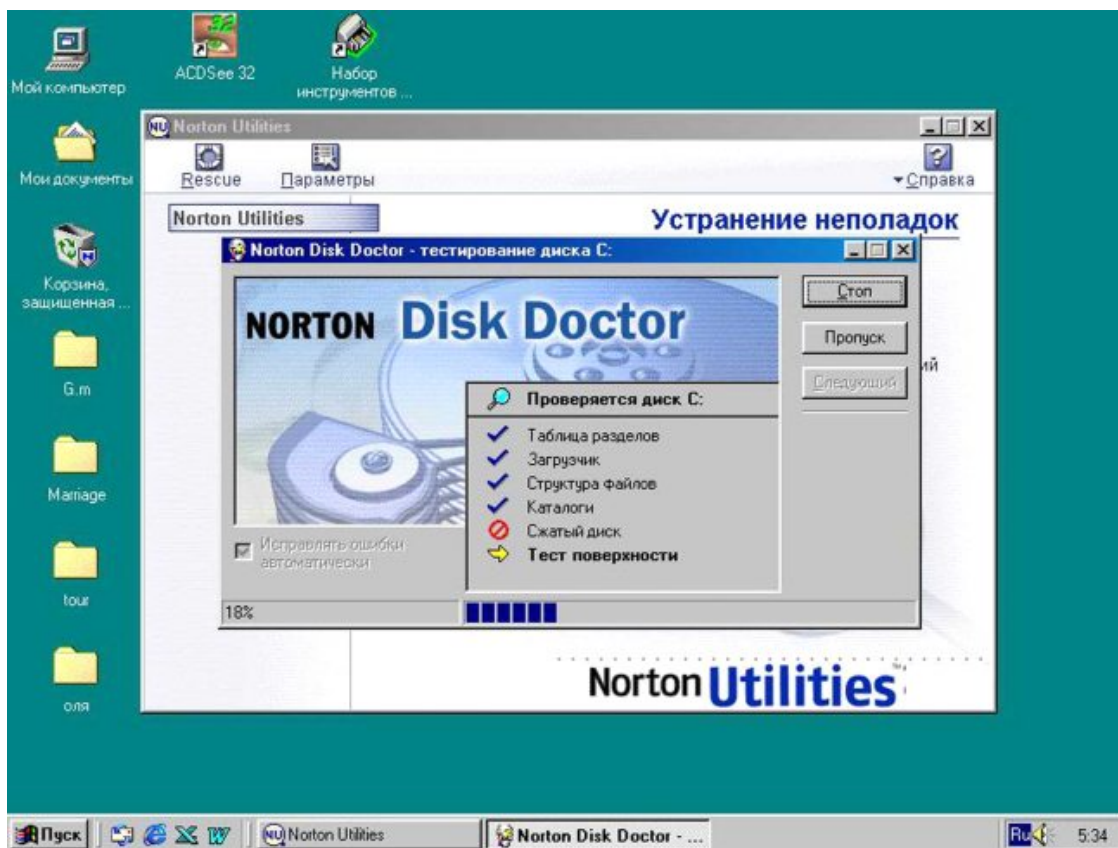 Мой компьютер
ACDSee 32
Набор
инструментов ...
Мои документы
Корзина,
защищенная ...
G.m
Marriage
tour
оля
Norton Utilities
Rescue
Параметры
Справка
Norton Utilities
Устранение неполадок
ий
Norton Disk Doctor - тестирование диска C:
NORTON Disk Doctor
Стоп
Пропуск
Следующий
Проверяется диск C:
Таблица разделов
Загрузчик
Структура файлов
Каталоги
Сжатый диск
Тест поверхности
Исправлять ошибки
автоматически
18%
Norton Utilities
Пуск
Norton Utilities
Norton Disk Doctor - ...
Ru
5:34